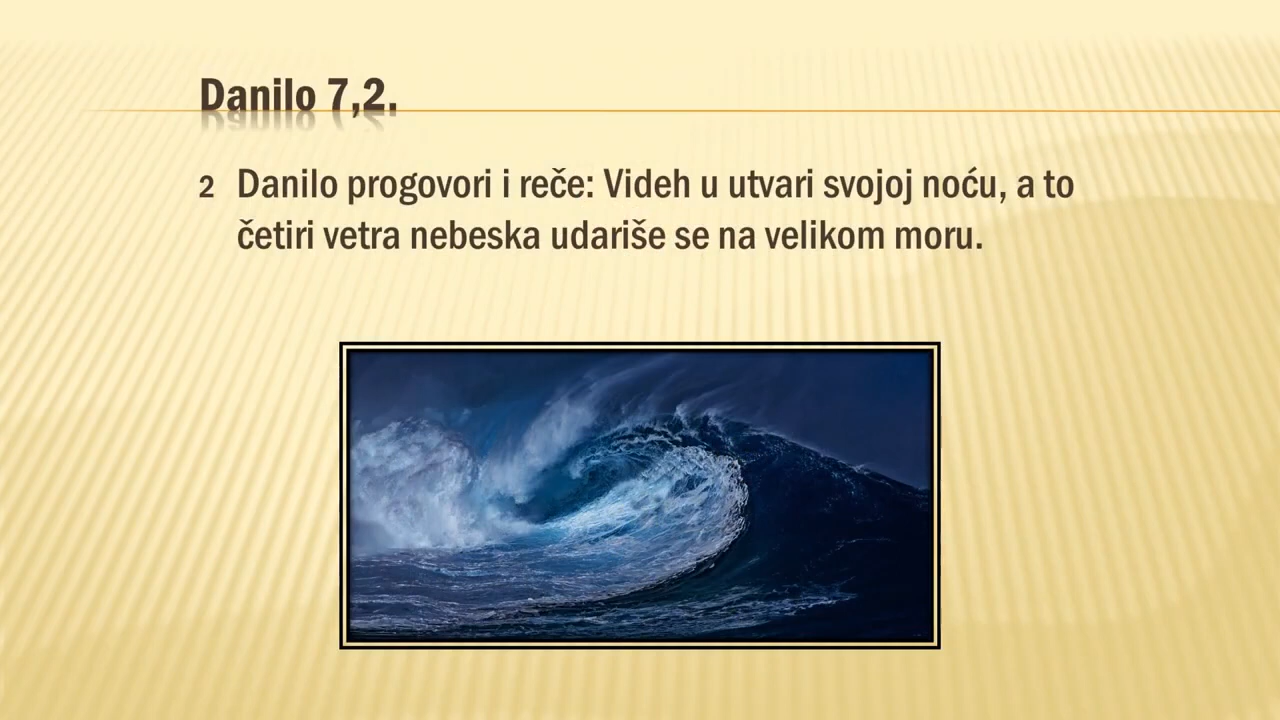 Danilo 7,2.
2 Danilo progovori i reče: Videh u utvari svojoj noću, a to
četiri vetra nebeska udariše se na velikom moru.